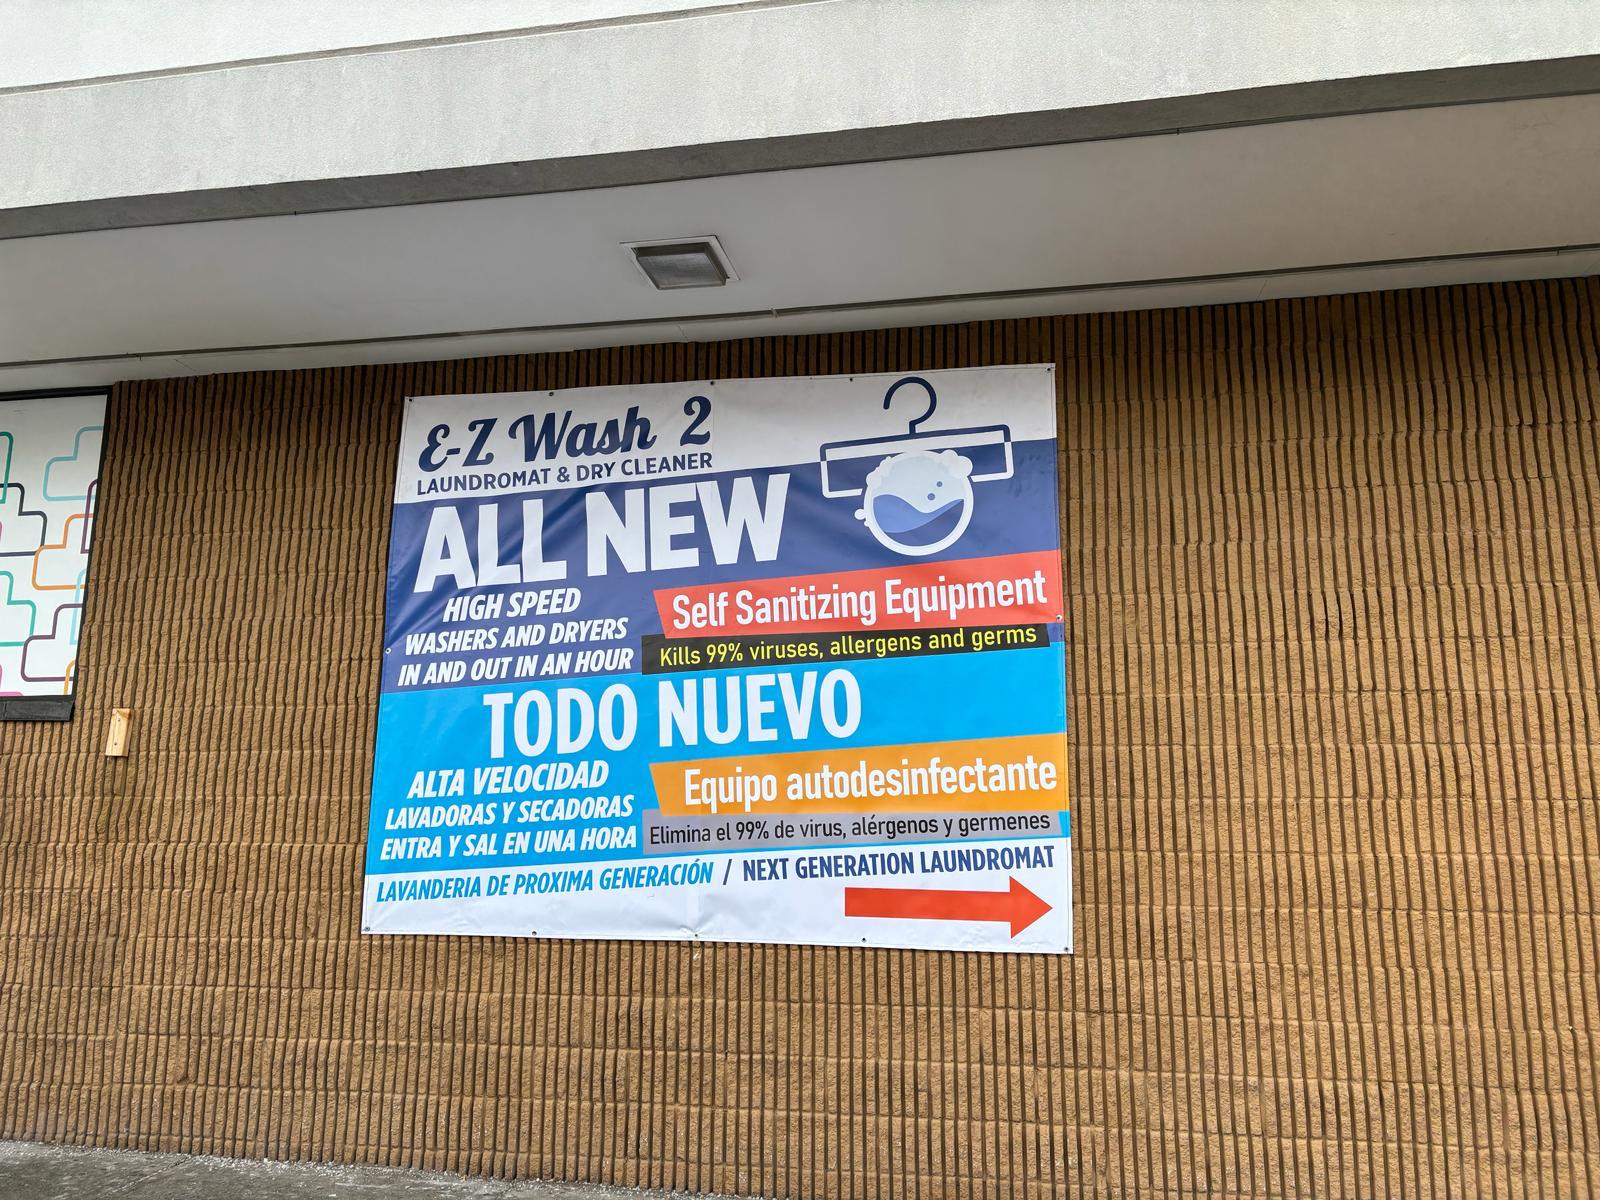 E-Z Wash 2
LAUNDROMAT & DRY CLEANER
ALL NEW
HIGH SPEED
WASHERS AND DRYERS
IN AND OUT IN AN HOUR
Self Sanitizing Equipment
Kills 99% viruses, allergens and germs
TODO NUEVO
ALTA VELOCIDAD
LAVADORAS Y SECADORAS
ENTRA Y SAL EN UNA HORA
Equipo autodesinfectante
Elimina el 99% de virus, alérgenos y germenes
LAVANDERIA DE PROXIMA GENERACIÓN / NEXT GENERATION LAUNDROMAT